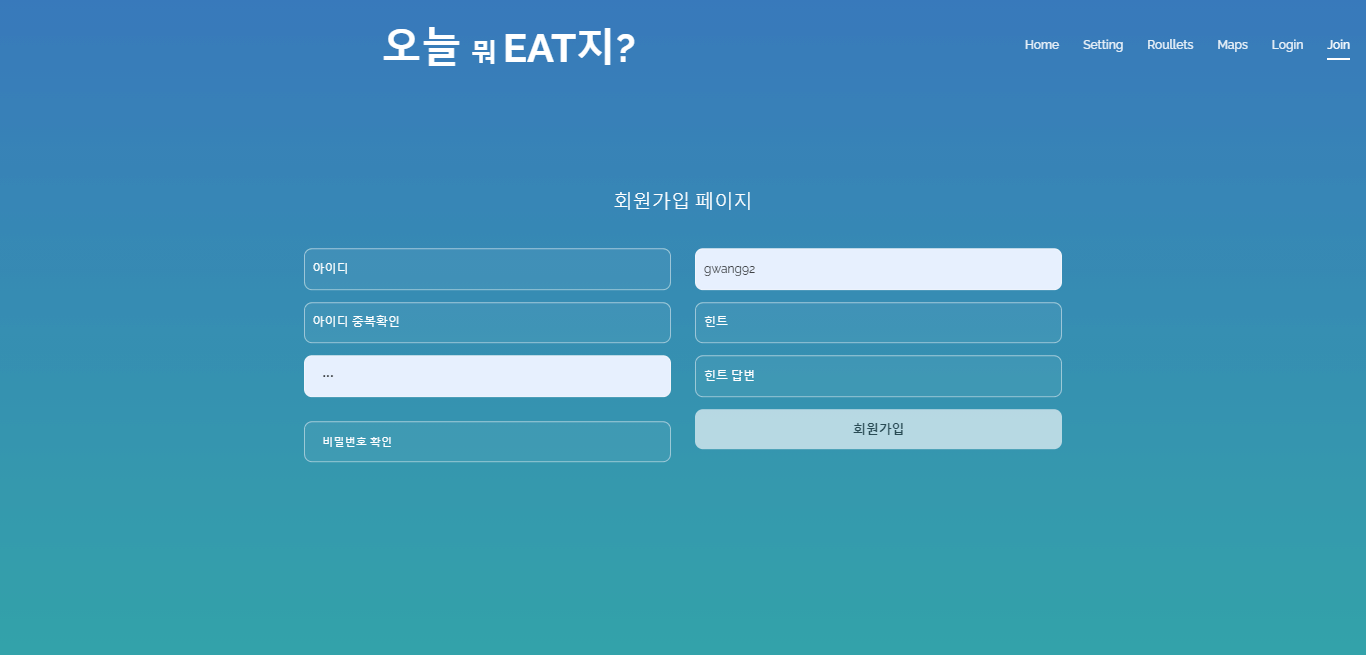 오늘 뭐 EAT지?
Home Setting Roullets Maps Login Join
회원가입 페이지
아이디
gwang92
아이디 중복확인
힌트
...
힌트 답변
회원가입
비밀번호 확인